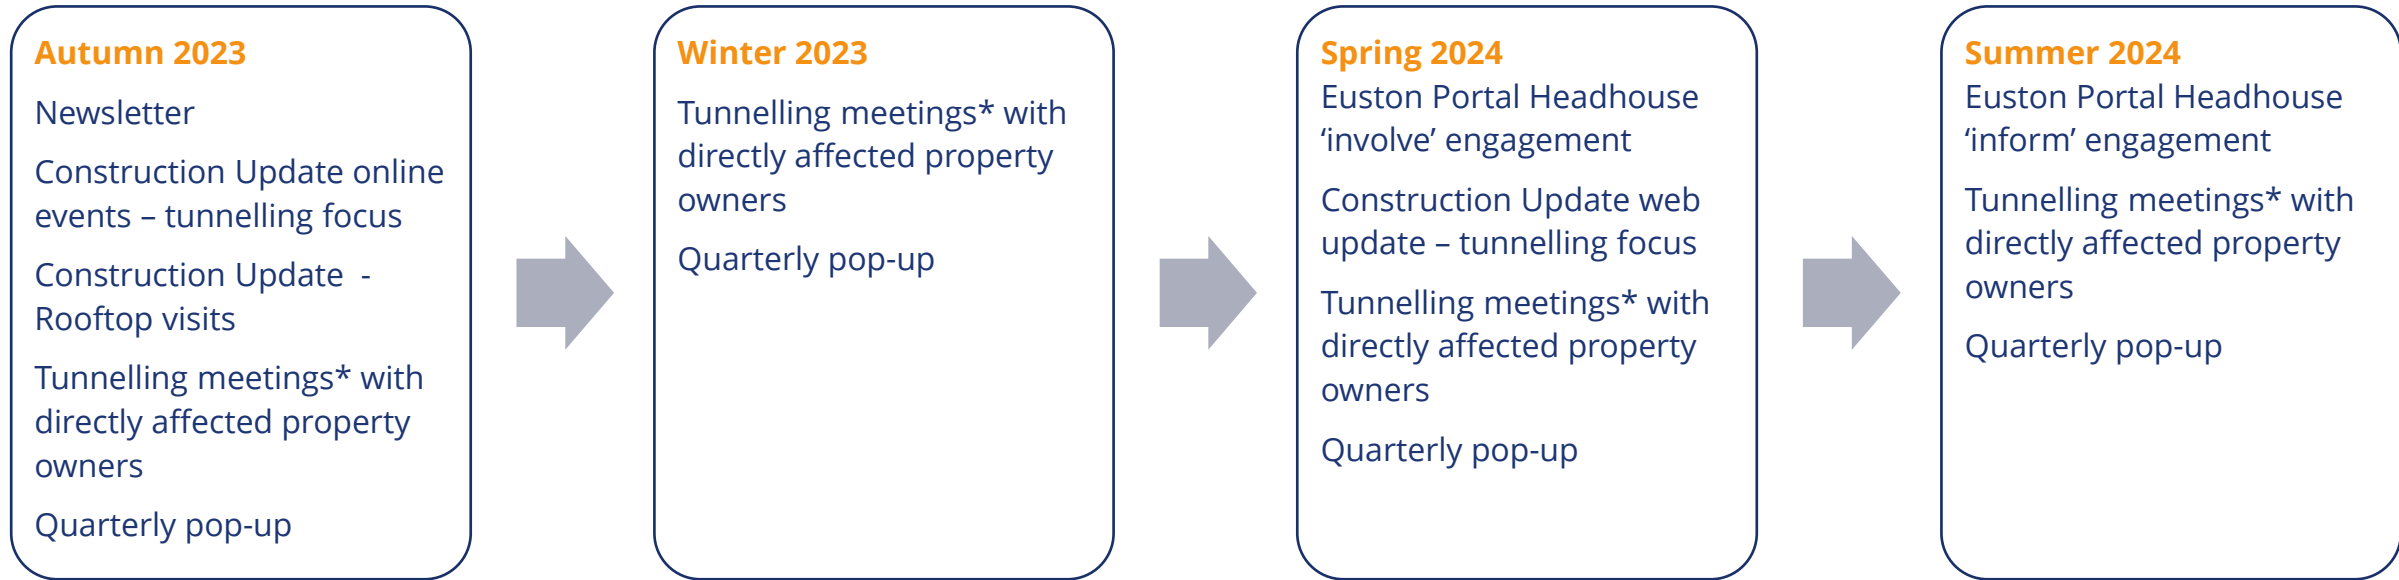 Autumn 2023
Newsletter
Construction Update online
events – tunnelling focus
Construction Update  -
Rooftop visits
Tunnelling meetings* with
directly affected property
owners
Quarterly pop-up
Winter 2023
Tunnelling meetings* with
directly affected property
owners
Quarterly pop-up
Spring 2024
Euston Portal Headhouse
‘involve’ engagement
Construction Update web
update – tunnelling focus
Tunnelling meetings* with
directly affected property
owners
Quarterly pop-up
Summer 2024
Euston Portal Headhouse
‘inform’ engagement
Tunnelling meetings* with
directly affected property
owners
Quarterly pop-up